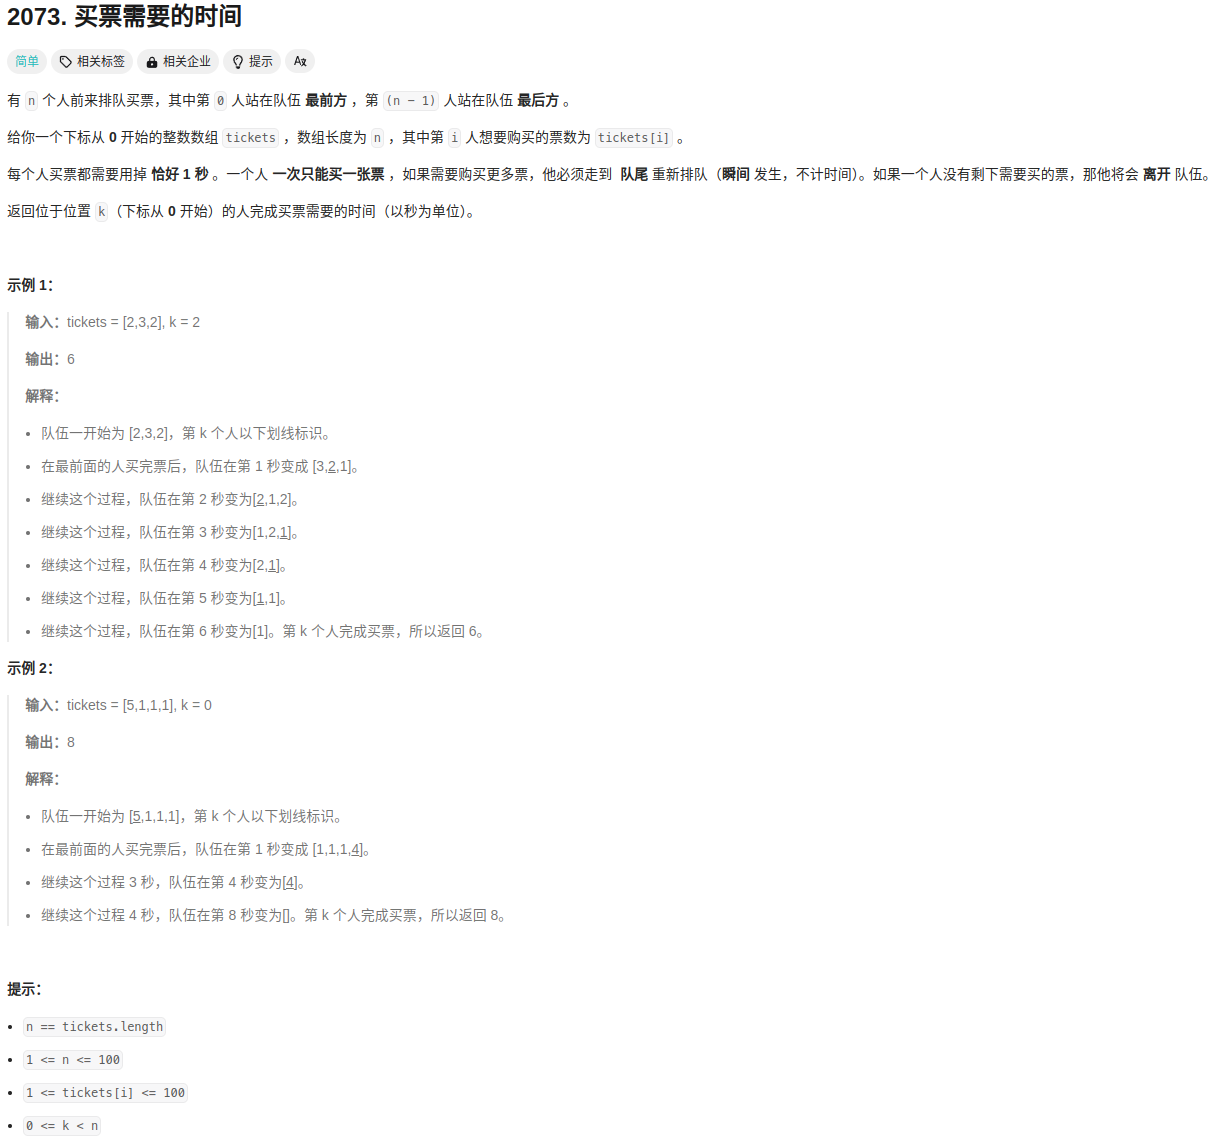 2073. 买票需要的时间
简单 相关标签 相关企业 提示
有 n 个人前来排队买票，其中第 0 人站在队伍 最前方 ，第 (n - 1) 人站在队伍 最后方 。
给你一个下标从 0 开始的整数数组 tickets ，数组长度为 n ，其中第 i 人想要购买的票数为 tickets[i] 。
每个人买票都需要用掉 恰好 1 秒 。一个人 一次只能买一张票 ，如果需要购买更多票，他必须走到 队尾 重新排队（瞬间 发生，不计时间）。如果一个人没有剩下需要买的票，那他将会 离开 队伍。
返回位于位置 k（下标从 0 开始）的人完成买票需要的时间（以秒为单位）。
示例 1：
输入：tickets = [2,3,2], k = 2
输出：6
解释：
• 队伍一开始为 [2,3,2]，第 k 个人以下划线标识。
• 在最前面的人买完票后，队伍在第 1 秒变成 [3,2,1]。
• 继续这个过程，队伍在第 2 秒变为[2,1,2]。
• 继续这个过程，队伍在第 3 秒变为[1,2,1]。
• 继续这个过程，队伍在第 4 秒变为[2,1]。
• 继续这个过程，队伍在第 5 秒变为[1,1]。
• 继续这个过程，队伍在第 6 秒变为[1]。第 k 个人完成买票，所以返回 6。
示例 2：
输入：tickets = [5,1,1,1], k = 0
输出：8
解释：
• 队伍一开始为 [5,1,1,1]，第 k 个人以下划线标识。
• 在最前面的人买完票后，队伍在第 1 秒变成 [1,1,1,4]。
• 继续这个过程 3 秒，队伍在第 4 秒变为[4]。
• 继续这个过程 4 秒，队伍在第 8 秒变为[]。第 k 个人完成买票，所以返回 8。
提示：
• n == tickets.length
• 1 <= n <= 100
• 1 <= tickets[i] <= 100
• 0 <= k < n